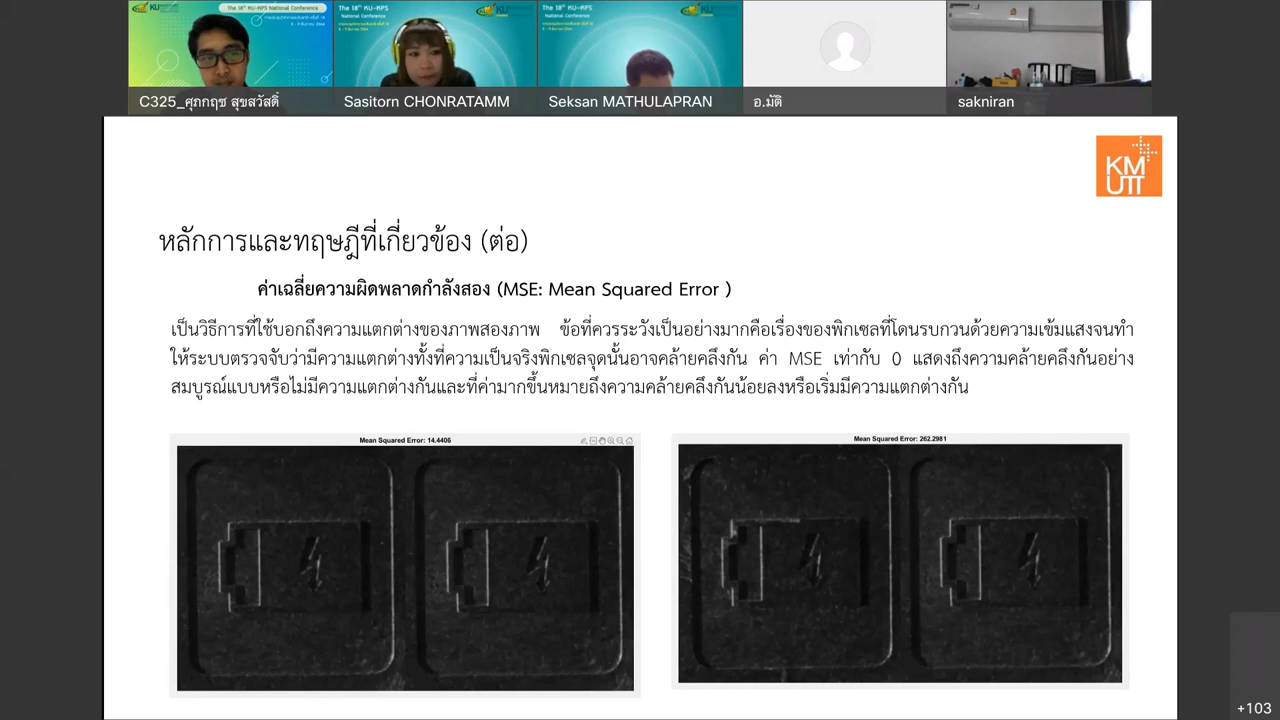 The 18th KU-KPS National Conference
The 18th KU-KPS
National Conference
The 18th KU-KPS
National Conference
C325_ศุภกฤช สุขสวัสดิ์
Sasitorn CHONRATAMM
Seksan MATHULAPRAN
อ.มัติ
sakniran
KM
UTT
หลักการและทฤษฎีที่เกี่ยวข้อง (ต่อ)
ค่าเฉลี่ยความผิดพลาดกำลังสอง (MSE: Mean Squared Error )
เป็นวิธีการที่ใช้บอกถึงความแตกต่างของภาพสองภาพ ข้อที่ควรระวังเป็นอย่างมากคือเรื่องของพิกเซลที่โดนรบกวนด้วยความเข้มแสงจนทำ
ให้ระบบตรวจจับว่ามีความแตกต่างทั้งที่ความเป็นจริงพิกเซลจุดนั้นอาจคล้ายคลึงกัน ค่า MSE เท่ากับ 0 แสดงถึงความคล้ายคลึงกันอย่าง
สมบูรณ์แบบหรือไม่มีความแตกต่างกันและที่ค่ามากขึ้นหมายถึงความคล้ายคลึงกันน้อยลงหรือเริ่มมีความแตกต่างกัน
Mean Squared Error: 14.4406
Mean Squared Error: 262.2981
+103